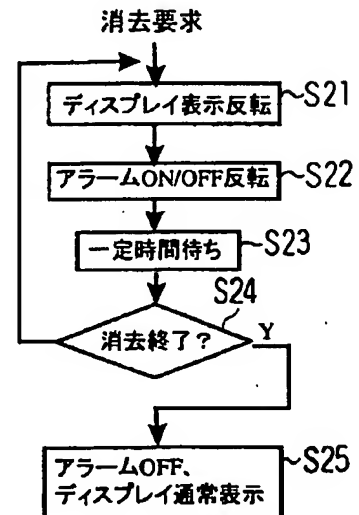 消去要求
ディスプレイ表示反転 S21
アラームON/OFF反転 S22
一定時間待ち S23
S24
消去終了? Y
アラームOFF、 S25
ディスプレイ通常表示